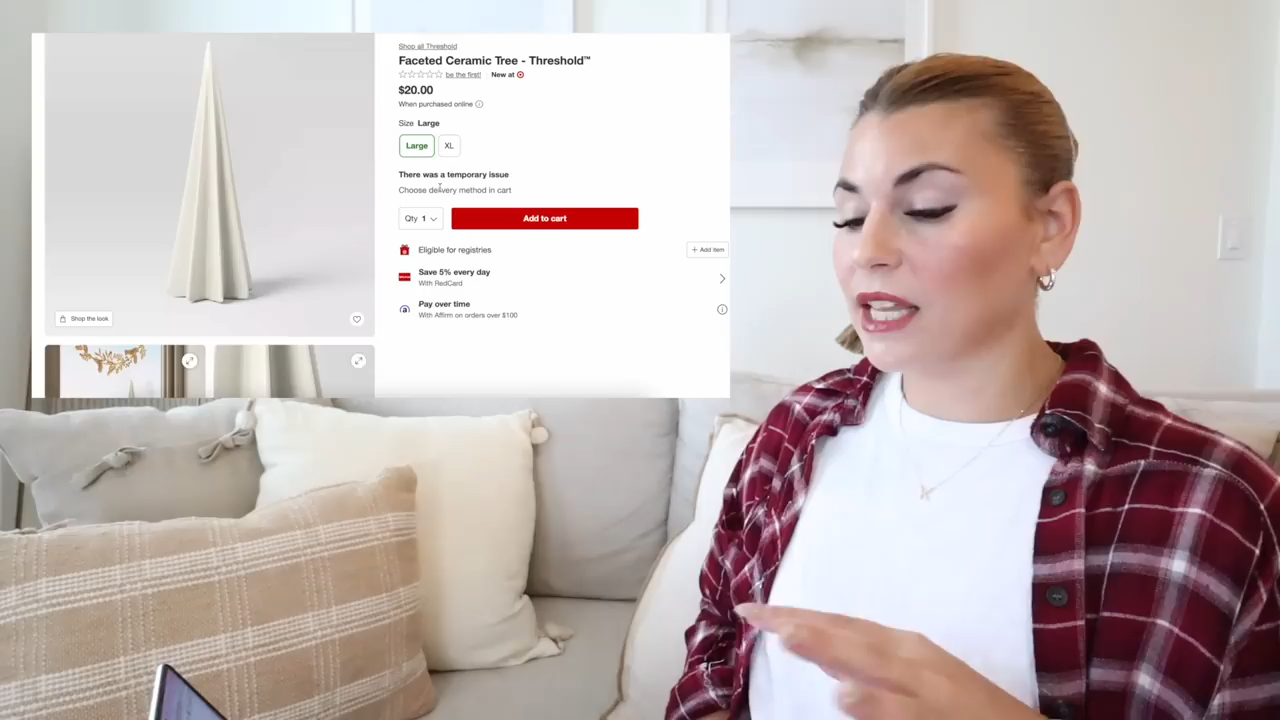 Shop all Threshold
Faceted Ceramic Tree - Threshold™
be the first! New at
$20.00
When purchased online
Size Large
Large XL
There was a temporary issue
Choose delivery method in cart
Qty 1 Add to cart
Eligible for registries Add item
Save 5% every day
With RedCard
Pay over time
With Affirm on orders over $100
Shop the look